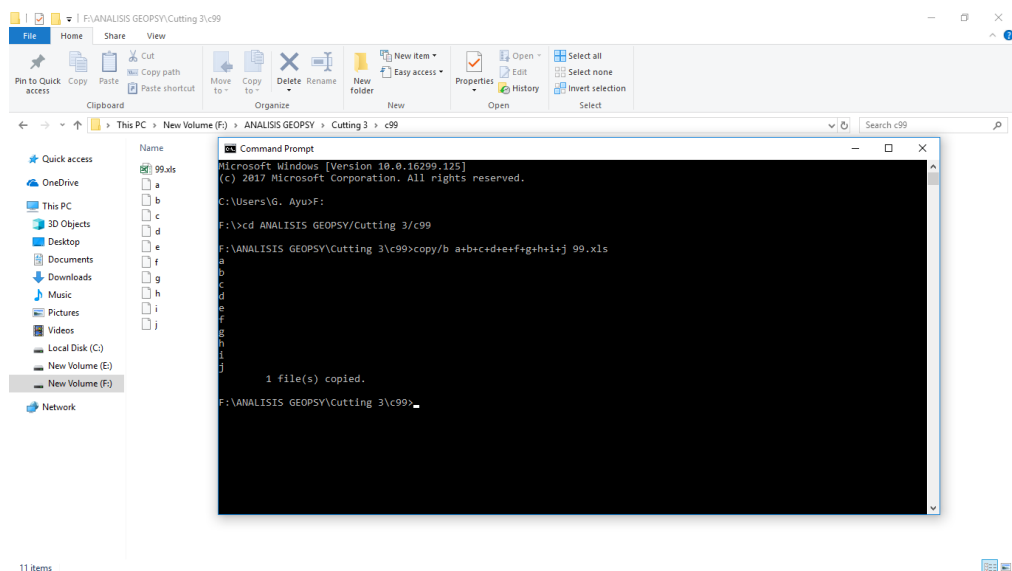 F:\ANALISIS GEOPSY\Cutting 3\c99
File Home Share View
Pin to Quick access
Copy
Paste
Cut
Copy path
Paste shortcut
Clipboard
Move to
Copy to
Delete
Rename
Organize
New folder
New item
Easy access
New
Properties
Open
Edit
History
Open
Select all
Select none
Invert selection
Select
This PC > New Volume (F:) > ANALISIS GEOPSY > Cutting 3 > c99
Search c99
Quick access
OneDrive
This PC
3D Objects
Desktop
Documents
Downloads
Music
Pictures
Videos
Local Disk (C:)
New Volume (E:)
New Volume (F:)
Network
Name
99.xls
a
b
c
d
e
f
g
h
i
j
Command Prompt
Microsoft Windows [Version 10.0.16299.125]
(c) 2017 Microsoft Corporation. All rights reserved.
C:\Users\G. Ayu>F:
F:\>cd ANALISIS GEOPSY/Cutting 3/c99
F:\ANALISIS GEOPSY\Cutting 3\c99>copy/b a+b+c+d+e+f+g+h+i+j 99.xls
a
b
c
d
e
f
g
h
i
j
1 file(s) copied.
F:\ANALISIS GEOPSY\Cutting 3\c99>
11 items